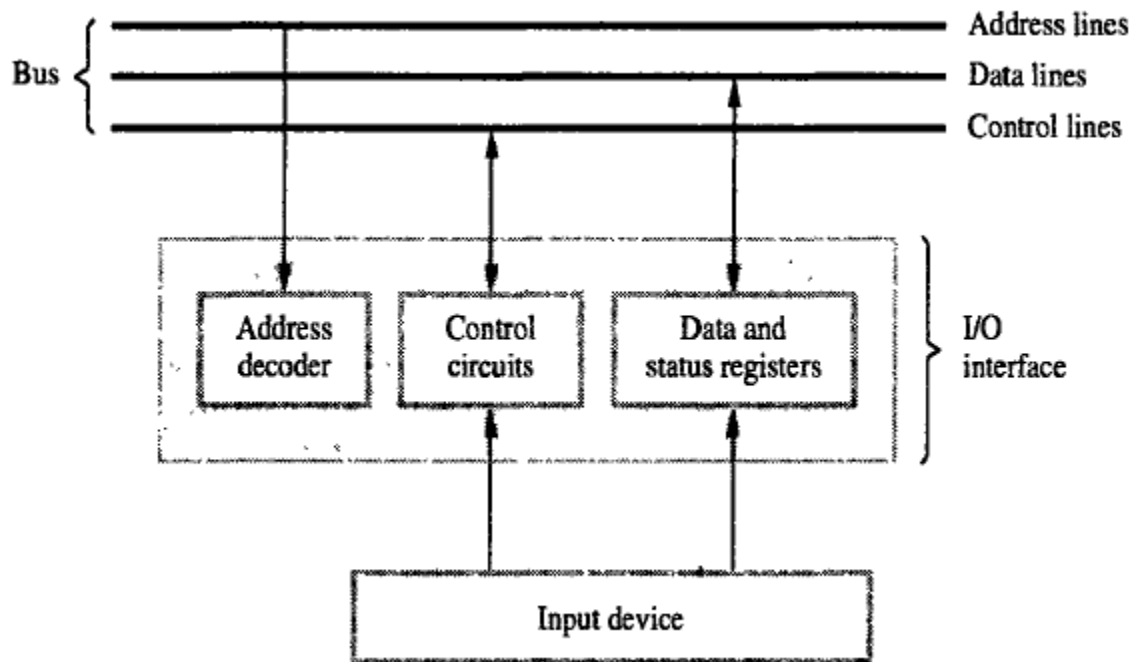 Address lines
Bus
Data lines
Control lines
Address
decoder
Control
circuits
Data and
status registers
I/O
interface
Input device